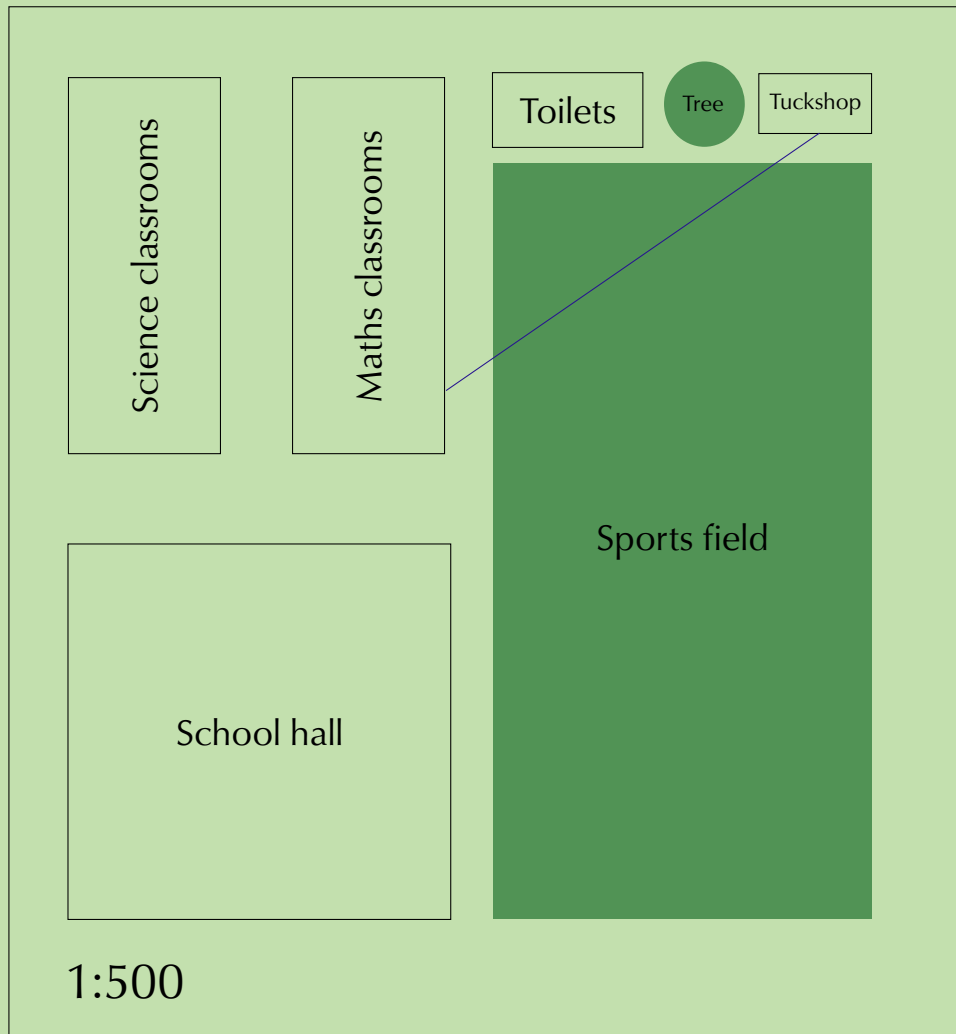 Science classrooms
Maths classrooms
Toilets
Tree
Tuckshop
Sports field
School hall
1:500